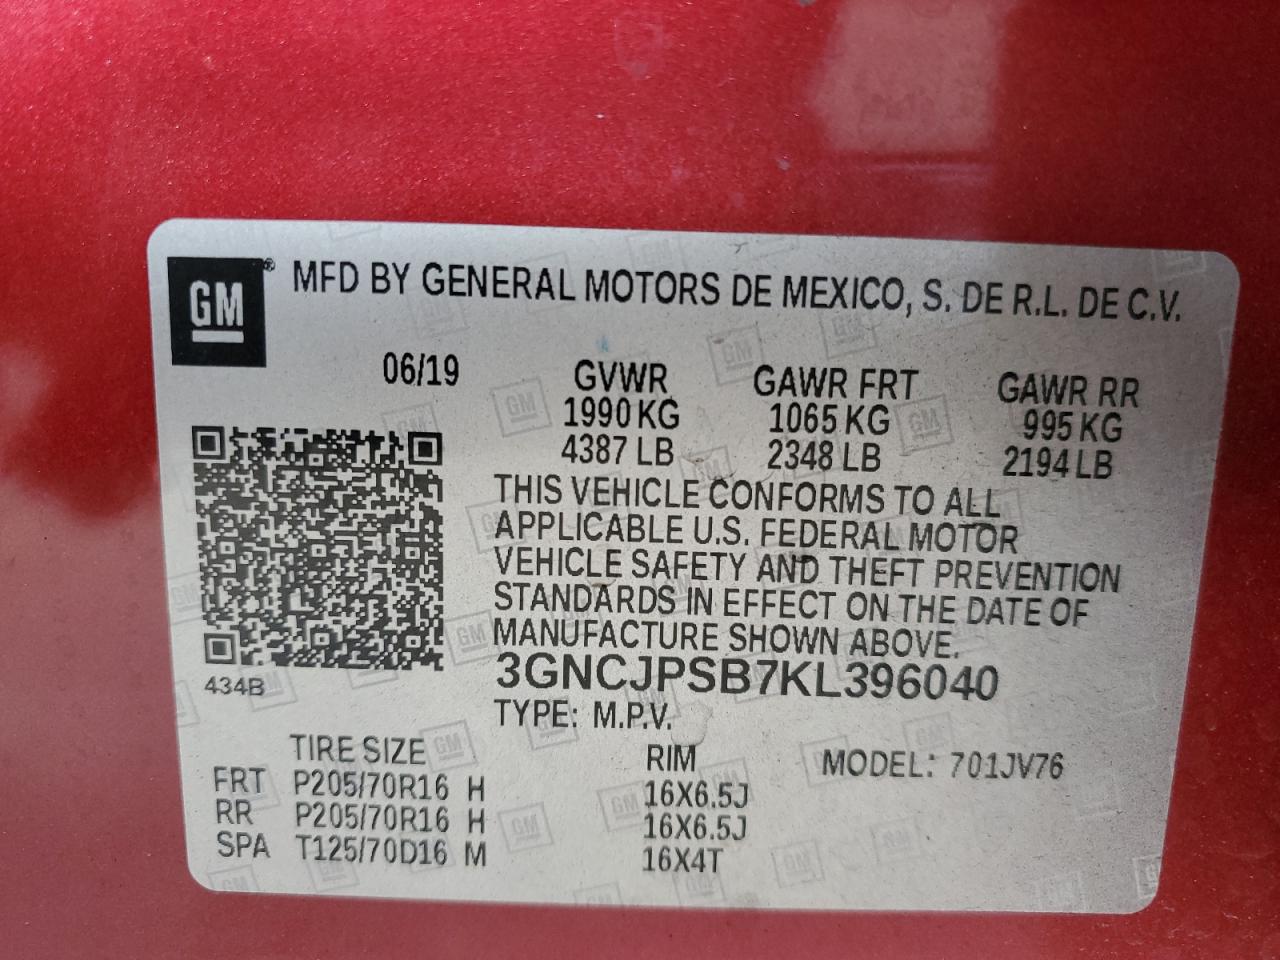 GM ® MFD BY GENERAL MOTORS DE MEXICO, S. DE R.L. DE C.V.
06/19 GVWR GAWR FRT GAWR RR
1990 KG 1065 KG 995 KG
4387 LB 2348 LB 2194 LB
THIS VEHICLE CONFORMS TO ALL
APPLICABLE U.S. FEDERAL MOTOR
VEHICLE SAFETY AND THEFT PREVENTION
STANDARDS IN EFFECT ON THE DATE OF
MANUFACTURE SHOWN ABOVE.
434B 3GNCJPSB7KL396040
TYPE: M.P.V.
TIRE SIZE RIM MODEL: 701JV76
FRT P205/70R16 H 16X6.5J
RR P205/70R16 H 16X6.5J
SPA T125/70D16 M 16X4T